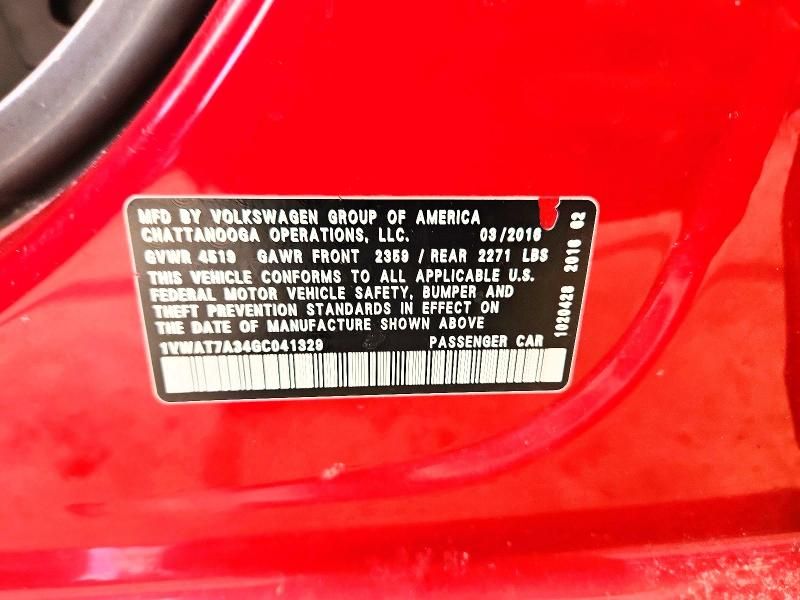 MFD BY VOLKSWAGEN GROUP OF AMERICA
CHATTANOOGA OPERATIONS, LLC. 03/2016
GVWR 4519 GAWR FRONT 2359 / REAR 2271 LBS
THIS VEHICLE CONFORMS TO ALL APPLICABLE U.S.
FEDERAL MOTOR VEHICLE SAFETY, BUMPER AND
THEFT PREVENTION STANDARDS IN EFFECT ON
THE DATE OF MANUFACTURE SHOWN ABOVE
1VWAT7A34GC041329 PASSENGER CAR
1020428 2016 02